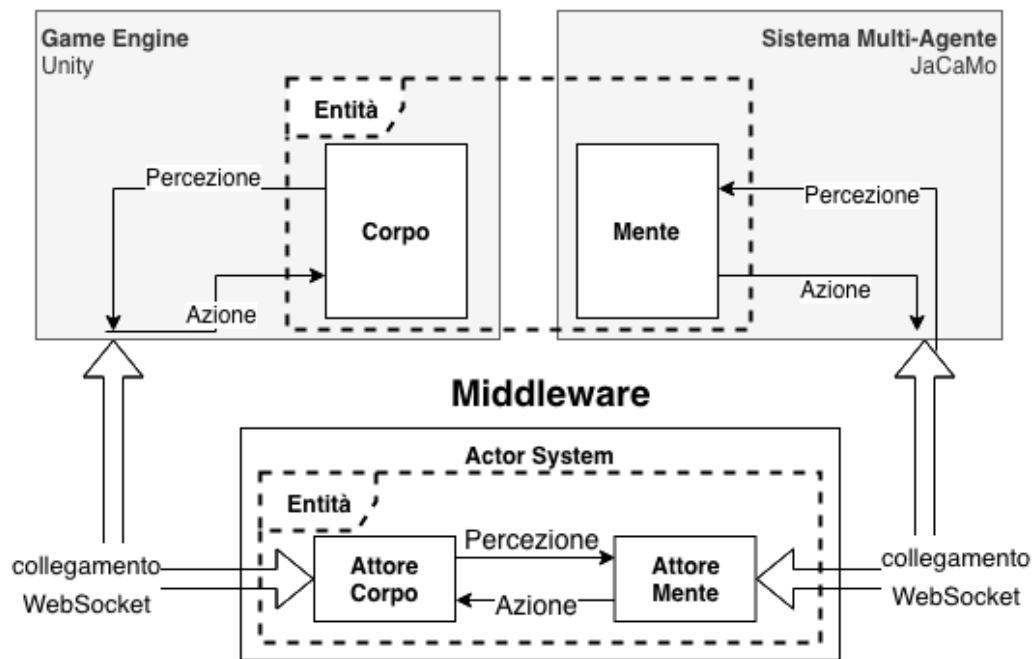 Game Engine
Unity
Sistema Multi-Agente
JaCaMo
Entità
Percezione
Corpo
Azione
Mente
Percezione
Azione
Middleware
Actor System
Entità
Attore
Corpo
Percezione
Azione
Attore
Mente
collegamento
WebSocket
collegamento
WebSocket